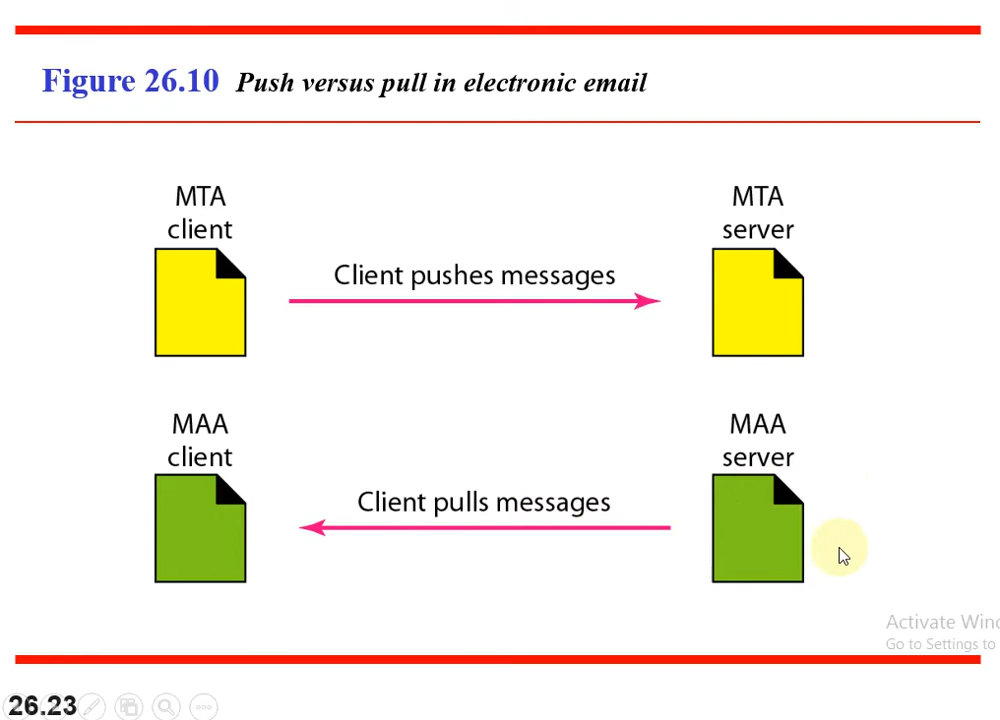 Figure 26.10 Push versus pull in electronic email
MTA
client
MTA
server
Client pushes messages
MAA
client
MAA
server
Client pulls messages
Activate Win
Go to Settings to
26.23